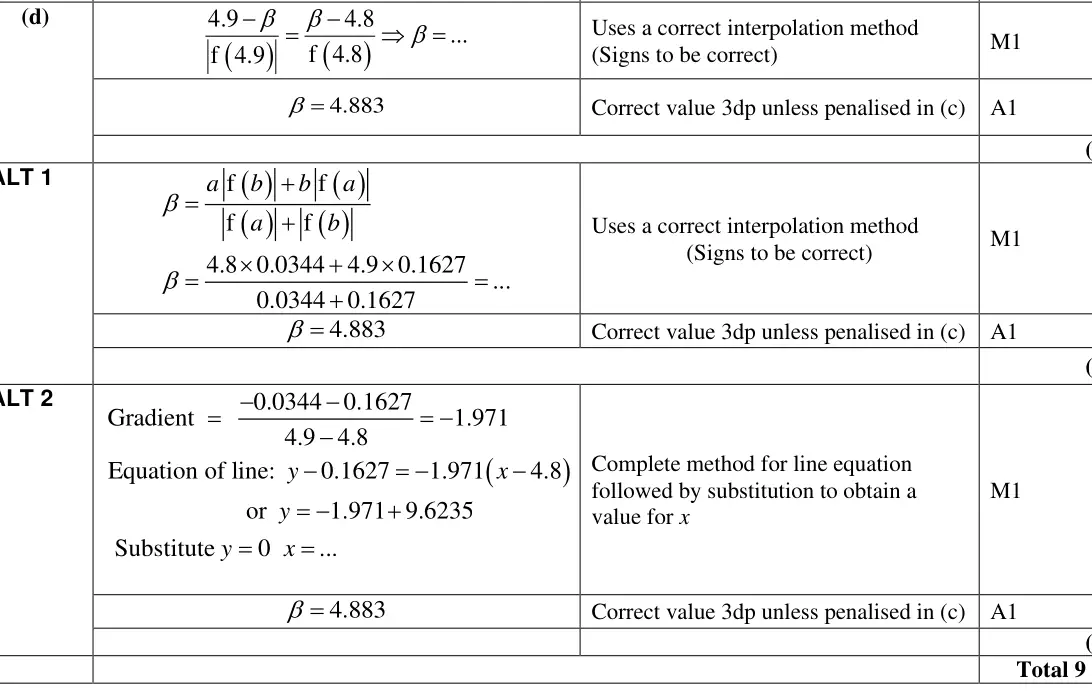 (d)
(4.9 − β)/|f(4.9)| = (β − 4.8)/f(4.8) ⇒ β = ...
Uses a correct interpolation method
(Signs to be correct)
M1
β = 4.883
Correct value 3dp unless penalised in (c)
A1
(
ALT 1
β = (a|f(b)| + b|f(a)|)/(|f(a)| + |f(b)|)
β = (4.8 × 0.0344 + 4.9 × 0.1627)/(0.0344 + 0.1627) = ...
Uses a correct interpolation method
(Signs to be correct)
M1
β = 4.883
Correct value 3dp unless penalised in (c)
A1
(
ALT 2
Gradient = (−0.0344 − 0.1627)/(4.9 − 4.8) = −1.971
Equation of line: y − 0.1627 = −1.971(x − 4.8)
or y = −1.971 + 9.6235
Substitute y = 0 x = ...
Complete method for line equation
followed by substitution to obtain a
value for x
M1
β = 4.883
Correct value 3dp unless penalised in (c)
A1
(
Total 9